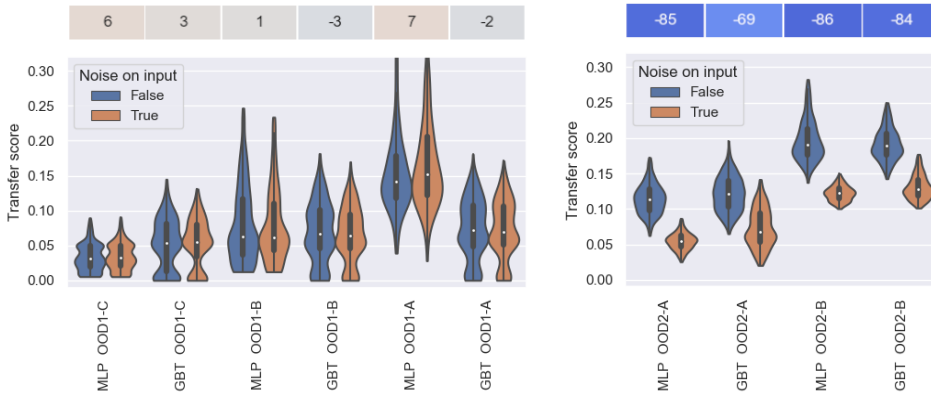 6 3 1 -3 7 -2
-85 -69 -86 -84
Transfer score
0.30
0.25
0.20
0.15
0.10
0.05
0.00
Noise on input
False
True
MLP OOD1-C
GBT OOD1-C
MLP OOD1-B
GBT OOD1-B
MLP OOD1-A
GBT OOD1-A
Transfer score
0.30
0.25
0.20
0.15
0.10
0.05
0.00
Noise on input
False
True
MLP OOD2-A
GBT OOD2-A
MLP OOD2-B
GBT OOD2-B